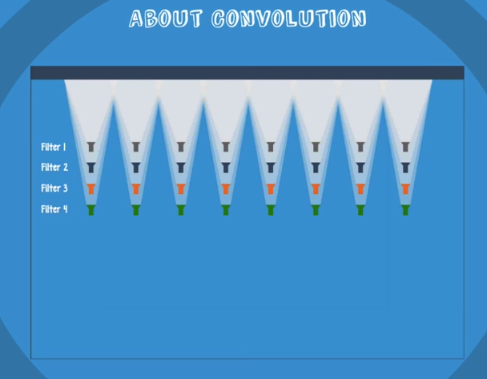 ABOUT CONVOLUTION
Filter 1
Filter 2
Filter 3
Filter 4